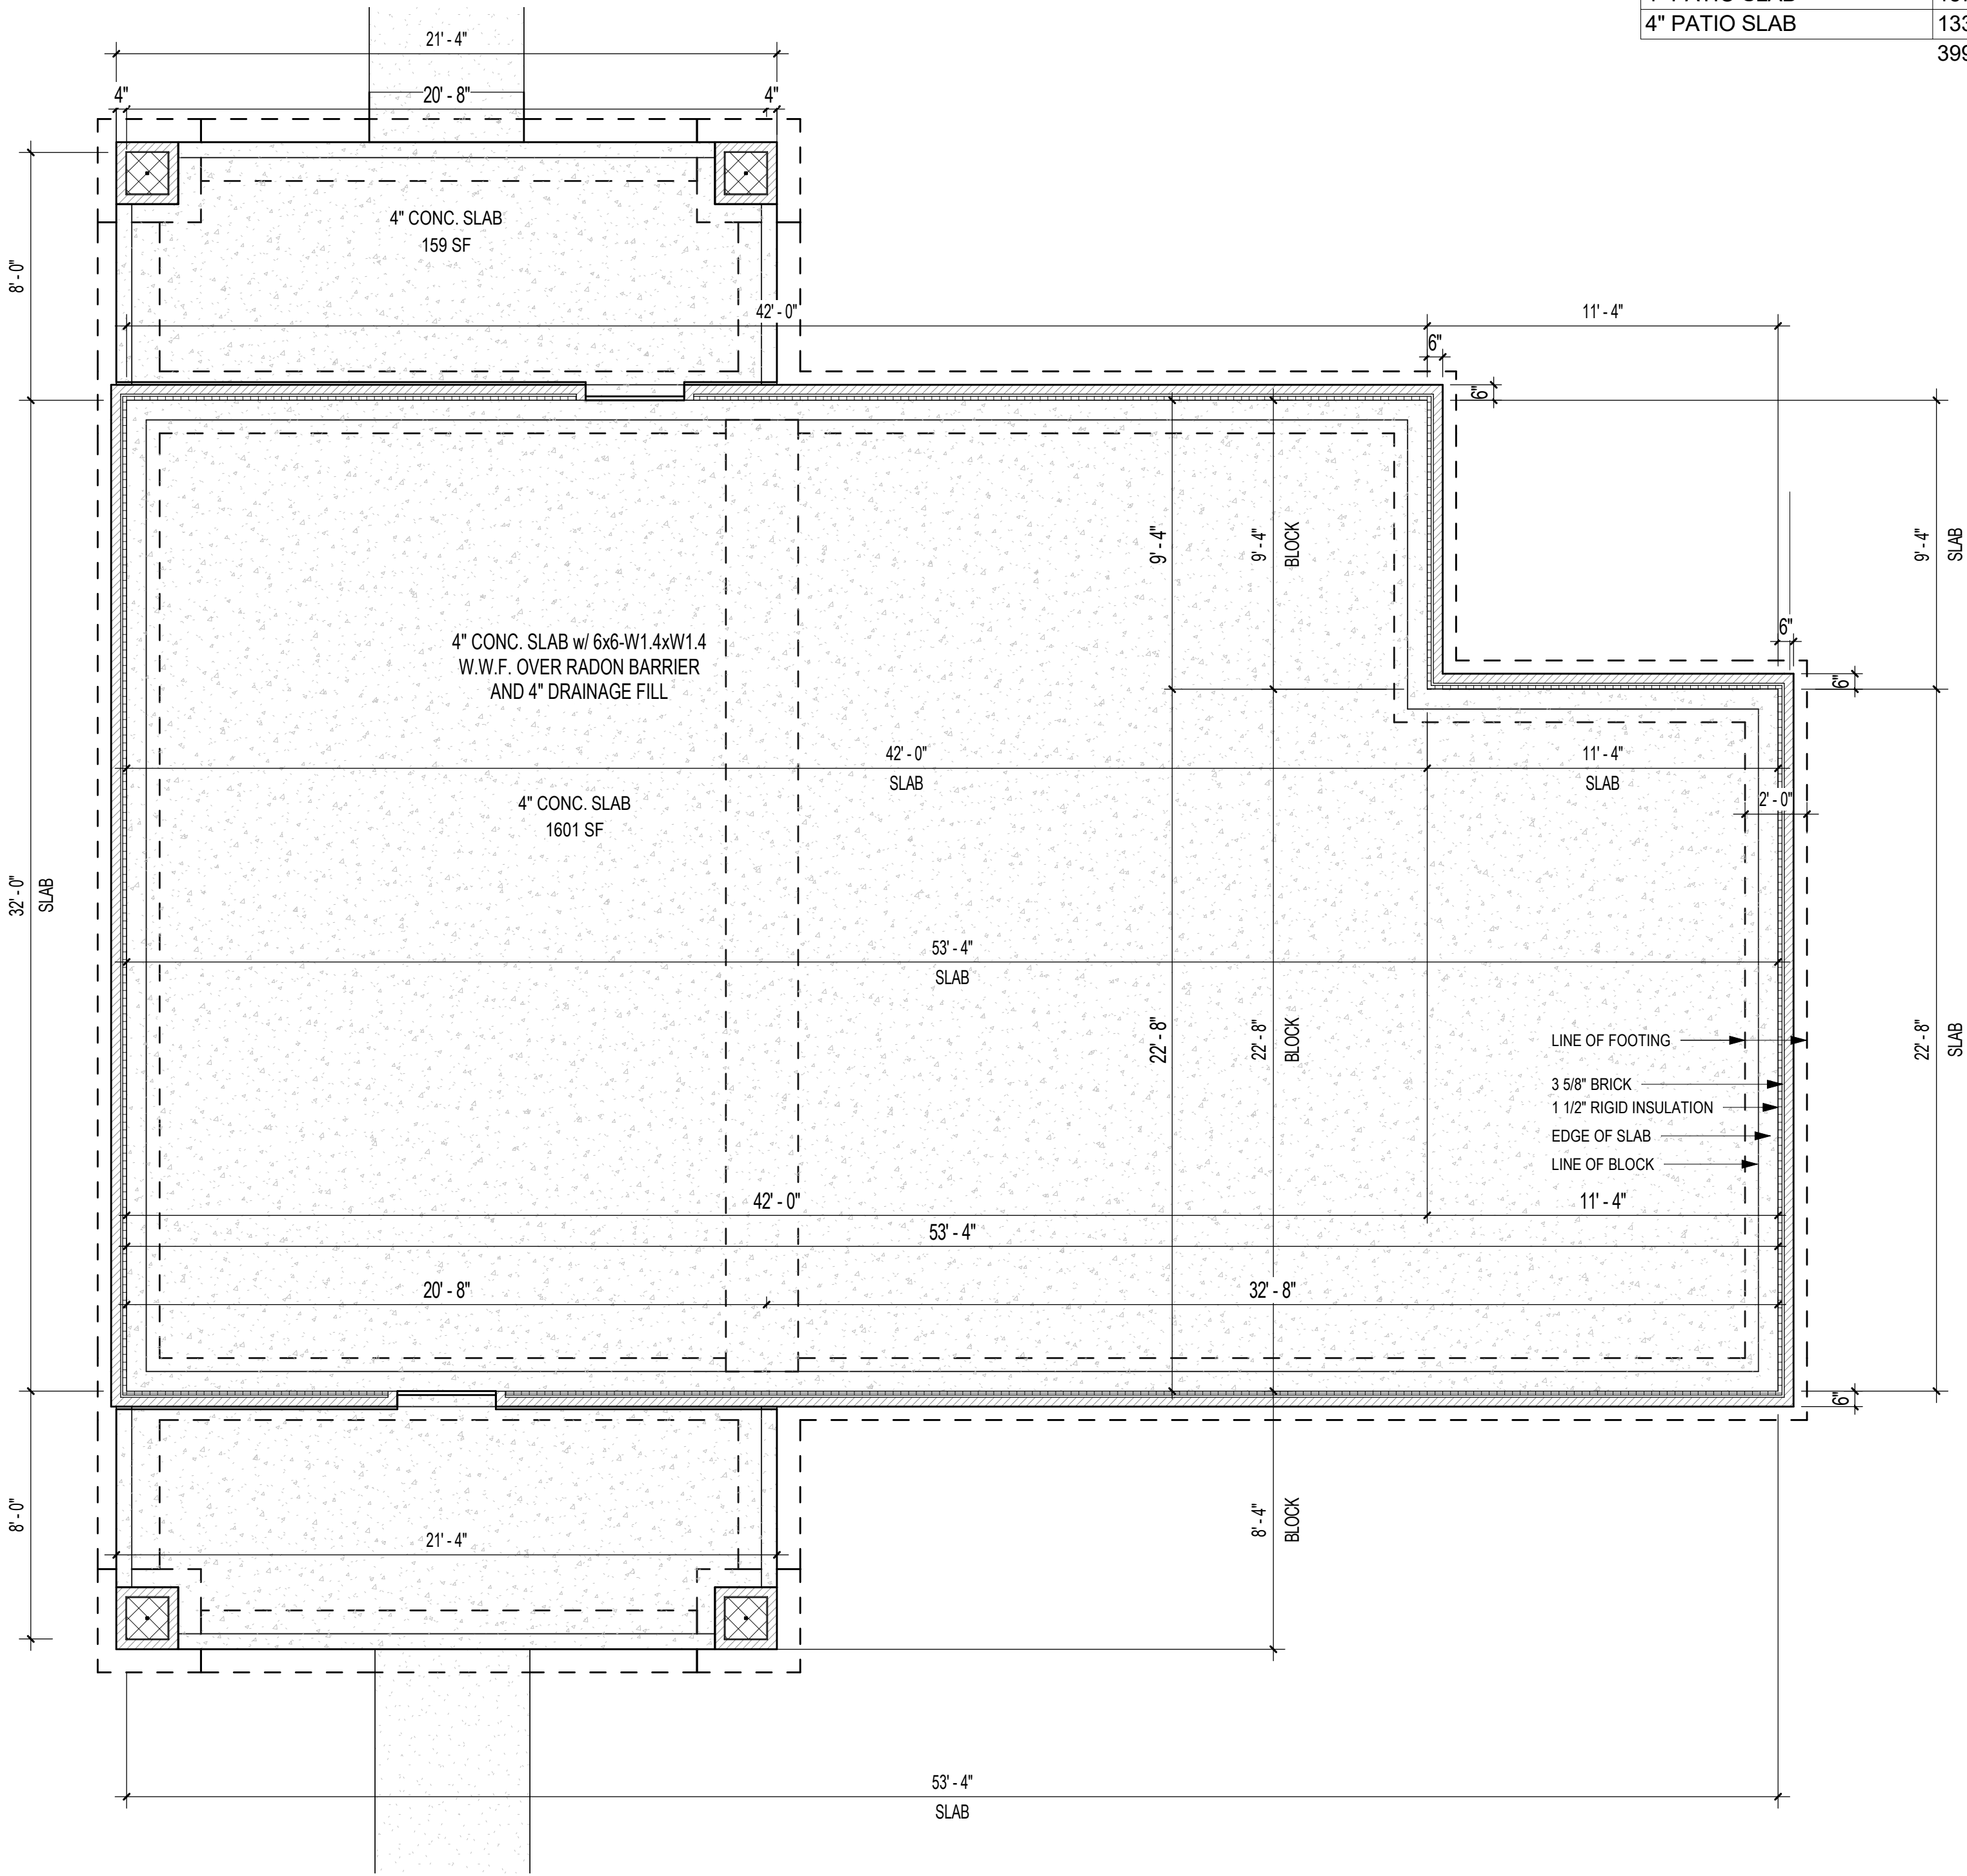 4" PATIO SLAB
133
399
21' - 4"
4"
20' - 8"
4"
8' - 0"
4" CONC. SLAB
159 SF
42' - 0"
11' - 4"
6"
6"
9' - 4"
9' - 4"
BLOCK
9' - 4"
SLAB
4" CONC. SLAB w/ 6x6-W1.4xW1.4
W.W.F. OVER RADON BARRIER
AND 4" DRAINAGE FILL
6"
6"
42' - 0"
SLAB
11' - 4"
SLAB
2' - 0"
4" CONC. SLAB
1601 SF
32' - 0"
SLAB
53' - 4"
SLAB
22' - 8"
22' - 8"
BLOCK
22' - 8"
SLAB
LINE OF FOOTING
3 5/8" BRICK
1 1/2" RIGID INSULATION
EDGE OF SLAB
LINE OF BLOCK
42' - 0"
11' - 4"
53' - 4"
20' - 8"
32' - 8"
6"
8' - 0"
21' - 4"
8' - 4"
BLOCK
53' - 4"
SLAB